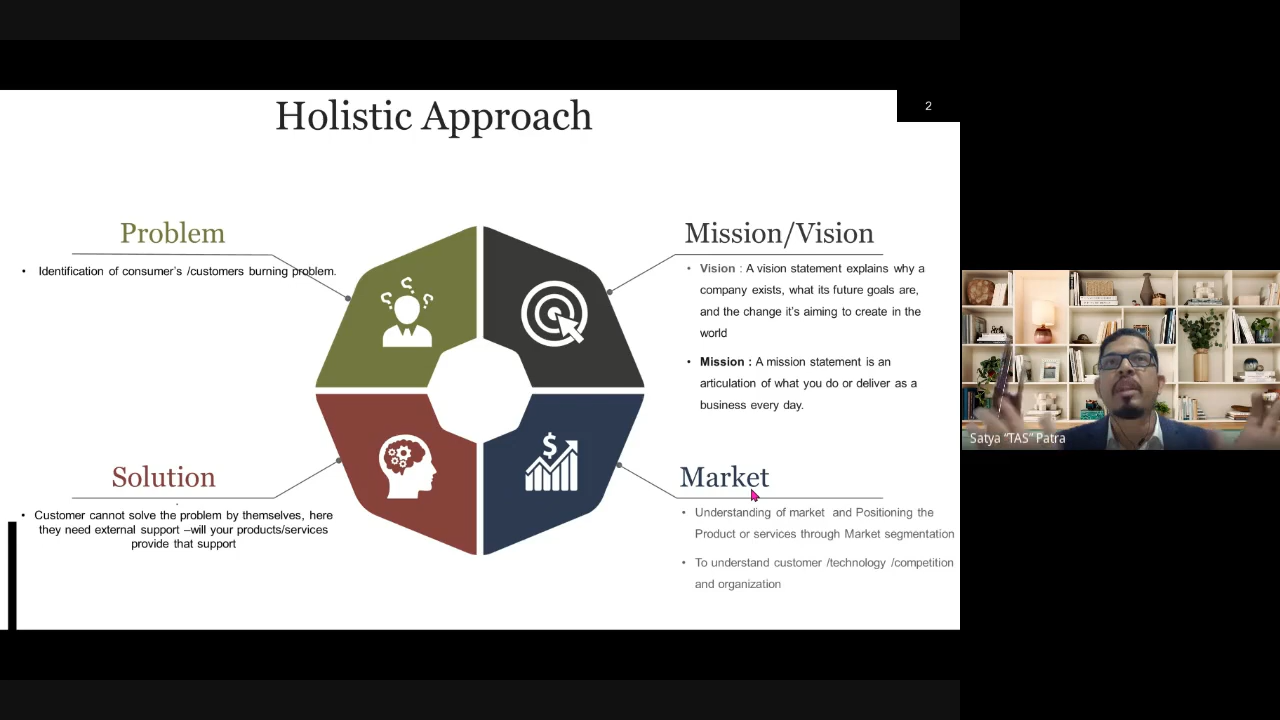 Holistic Approach
2
Problem
• Identification of consumer's /customers burning problem.
Mission/Vision
• Vision : A vision statement explains why a
company exists, what its future goals are,
and the change it's aiming to create in the
world
• Mission : A mission statement is an
articulation of what you do or deliver as a
business every day.
Solution
• Customer cannot solve the problem by themselves, here
they need external support –will your products/services
provide that support
Market
• Understanding of market and Positioning the
Product or services through Market segmentation
• To understand customer /technology /competition
and organization
Satya "TAS" Patra